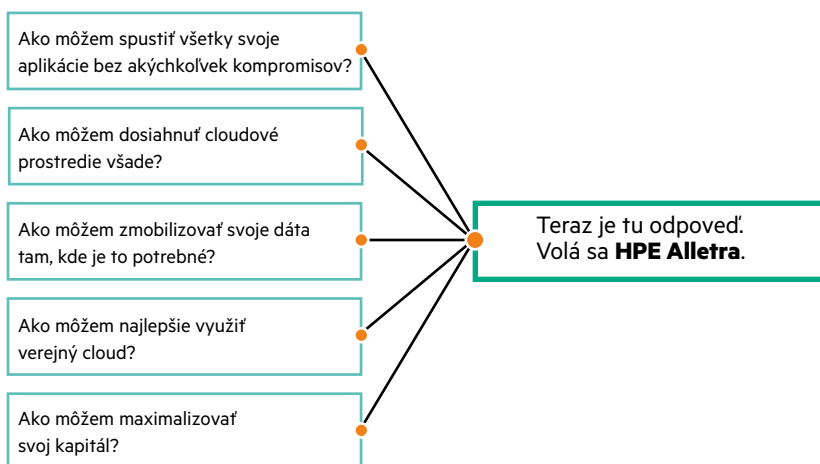 Ako môžem spustiť všetky svoje
aplikácie bez akýchkoľvek kompromisov?
Ako môžem dosiahnuť cloudové
prostredie všade?
Ako môžem zmobilizovať svoje dáta
tam, kde je to potrebné?
Ako môžem najlepšie využiť
verejný cloud?
Ako môžem maximalizovať
svoj kapitál?
Teraz je tu odpoveď.
Volá sa HPE Alletra.